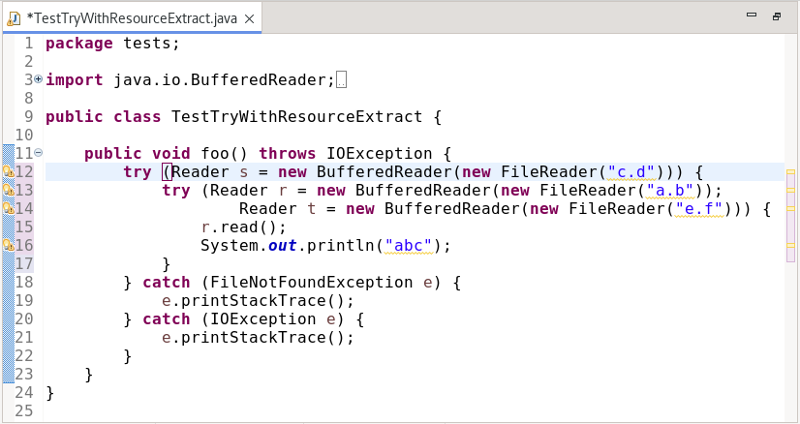 *TestTryWithResourceExtract.java
1 package tests;
2
3 import java.io.BufferedReader;
8
9 public class TestTryWithResourceExtract {
10
11     public void foo() throws IOException {
12         try (Reader s = new BufferedReader(new FileReader("c.d"))) {
13             try (Reader r = new BufferedReader(new FileReader("a.b"));
14                     Reader t = new BufferedReader(new FileReader("e.f"))) {
15                 r.read();
16                 System.out.println("abc");
17             }
18         } catch (FileNotFoundException e) {
19             e.printStackTrace();
20         } catch (IOException e) {
21             e.printStackTrace();
22         }
23     }
24 }
25